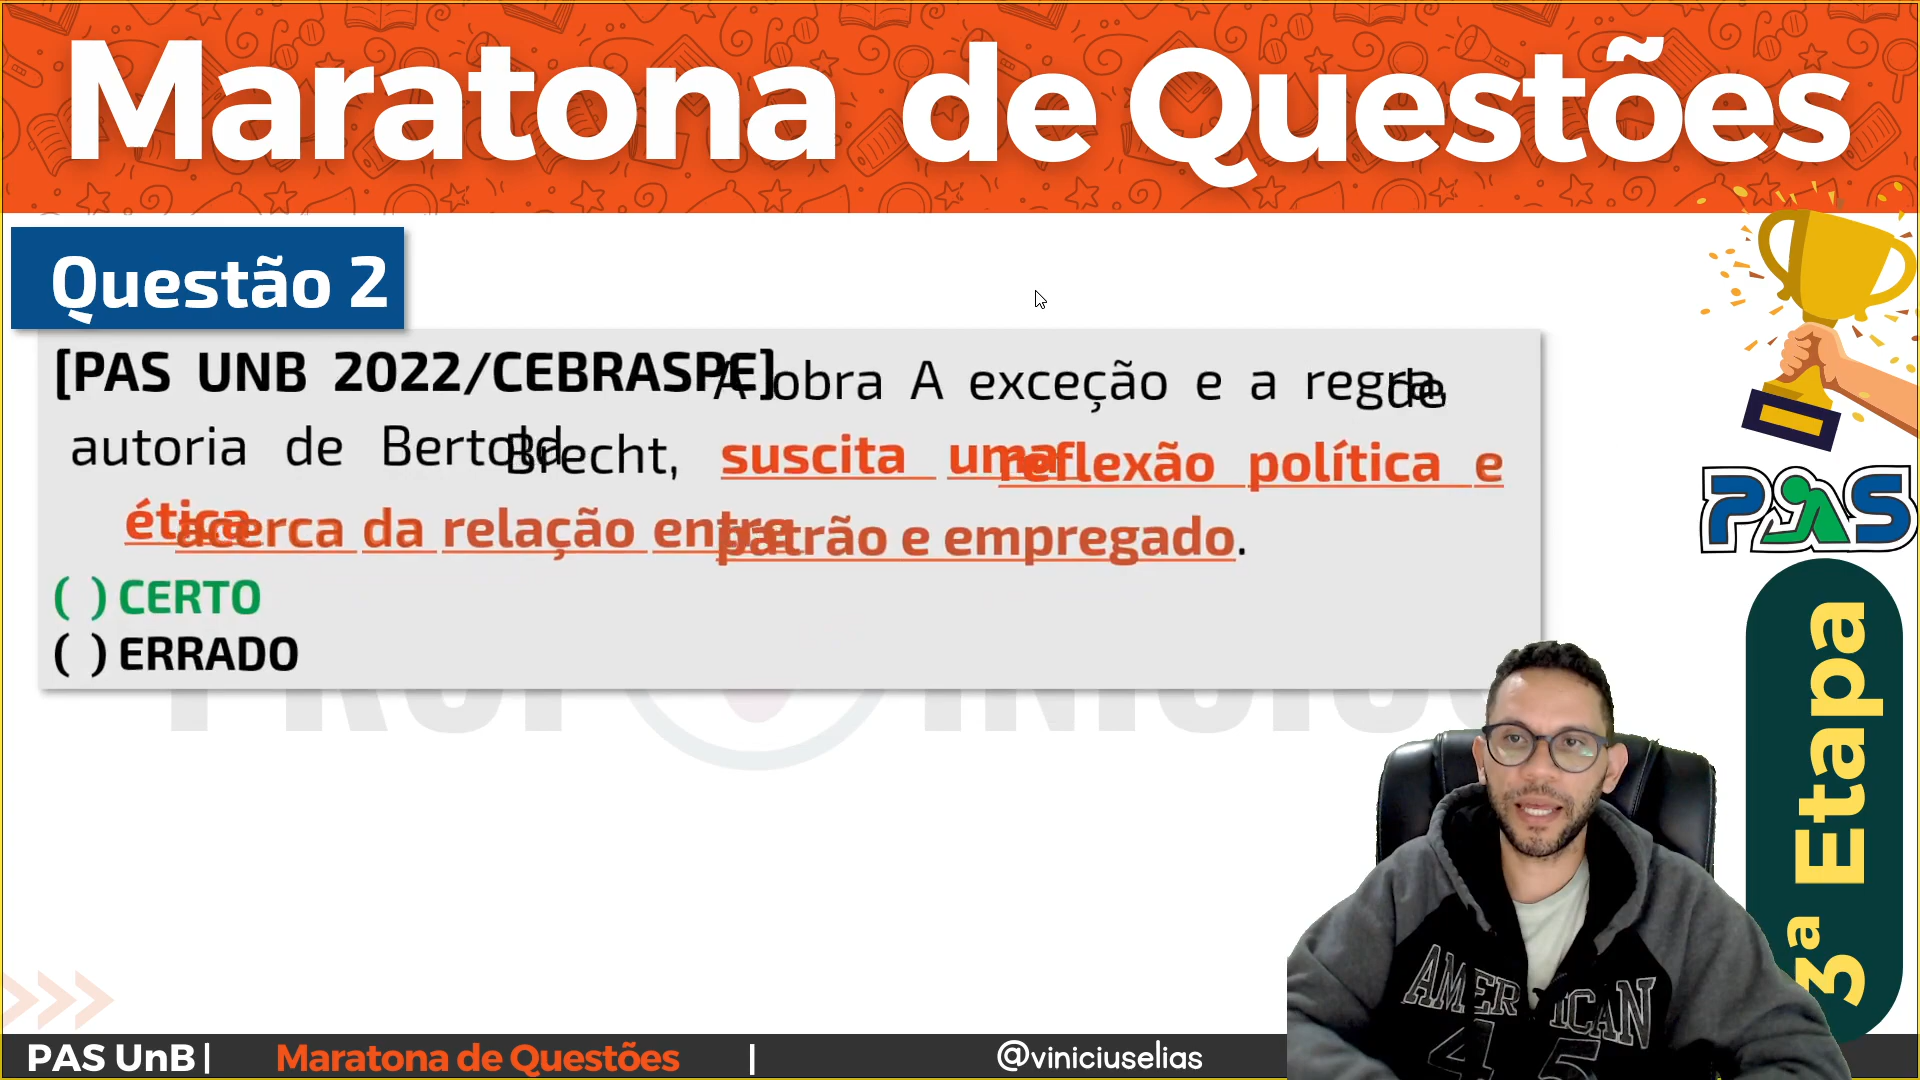 Maratona de Questões
Questão 2
[PAS UNB 2022/CEBRASPE] A obra A exceção e a regra, de
autoria de Bertold Brecht, suscita uma reflexão política e
ética acerca da relação entre patrão e empregado.
( ) CERTO
( ) ERRADO
PAS
3ª Etapa
AMERICAN
45
PAS UnB | Maratona de Questões | @viniciuselias